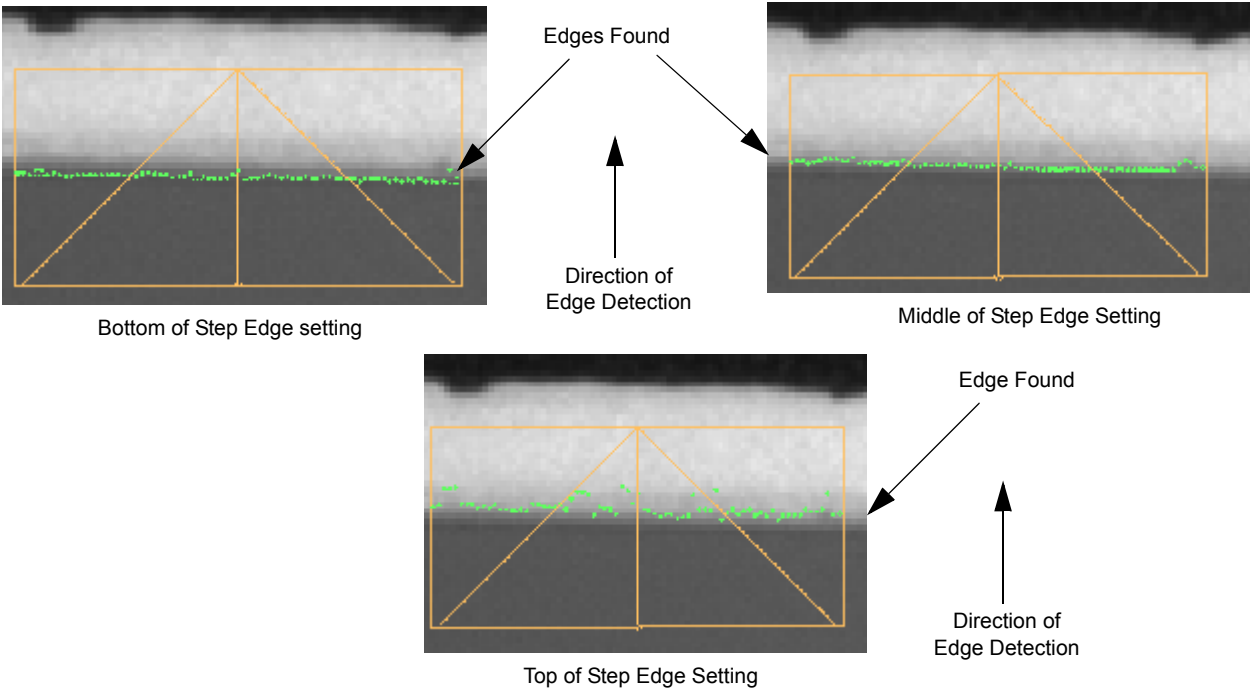 Edges Found
Direction of
Edge Detection
Bottom of Step Edge setting
Middle of Step Edge Setting
Edge Found
Direction of
Edge Detection
Top of Step Edge Setting